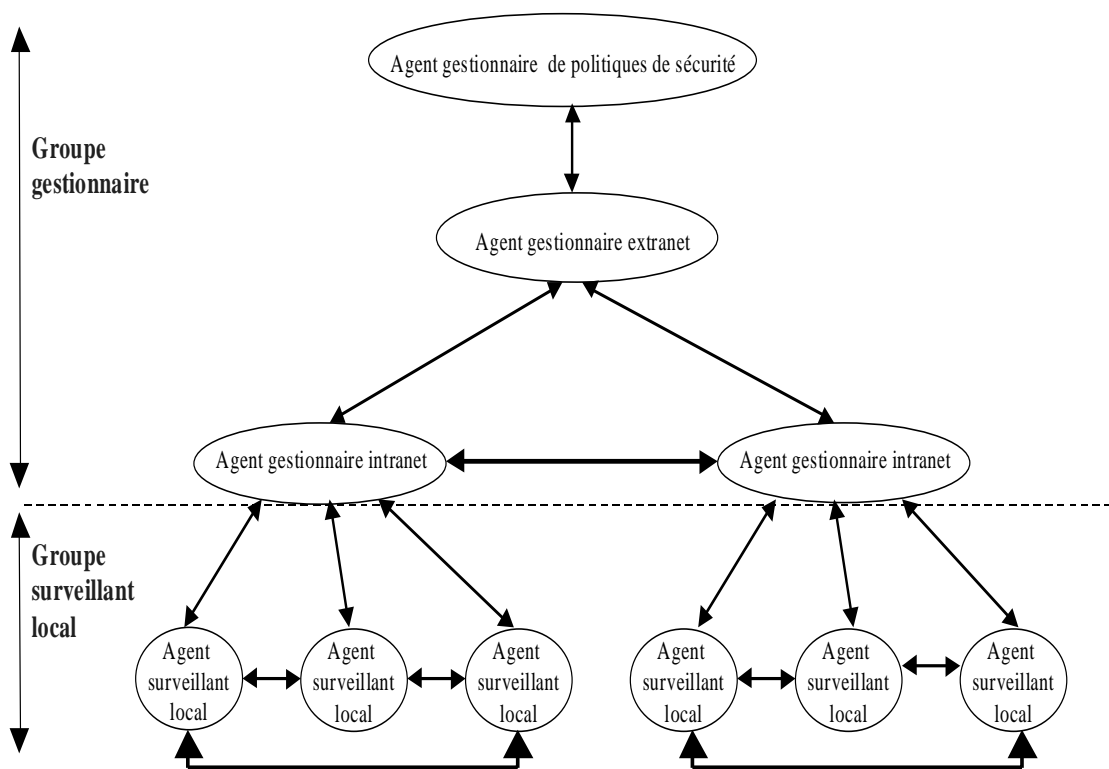 Agent gestionnaire de politiques de sécurité
Groupe
gestionnaire
Agent gestionnaire extranet
Agent gestionnaire intranet
Agent gestionnaire intranet
Groupe
surveillant
local
Agent
surveillant
local
Agent
surveillant
local
Agent
surveillant
local
Agent
surveillant
local
Agent
surveillant
local
Agent
surveillant
local